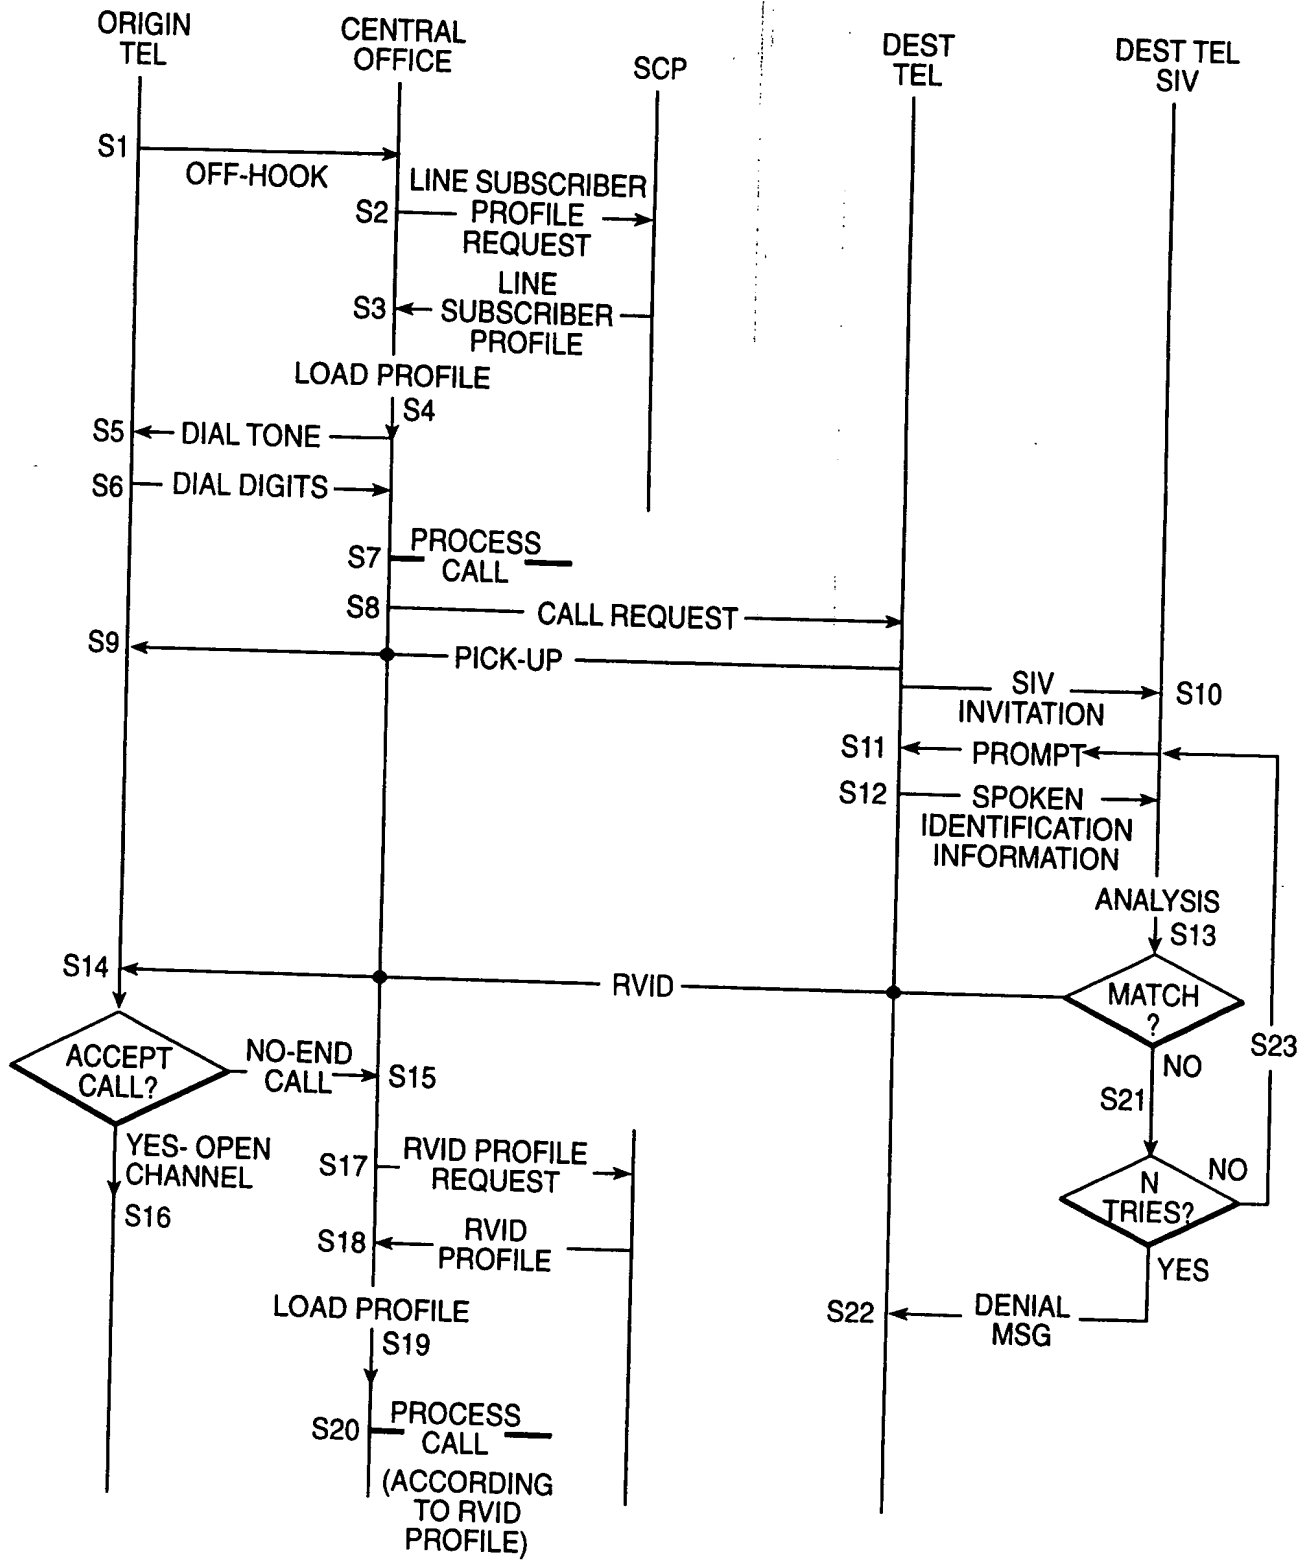 ORIGIN
TEL
CENTRAL
OFFICE
SCP
DEST
TEL
DEST TEL
SIV
S1
OFF-HOOK
S2
LINE SUBSCRIBER
PROFILE
REQUEST
S3
LINE
SUBSCRIBER
PROFILE
LOAD PROFILE
S4
S5
DIAL TONE
S6
DIAL DIGITS
S7
PROCESS
CALL
S8
CALL REQUEST
S9
PICK-UP
SIV
INVITATION
S10
S11
PROMPT
S12
SPOKEN
IDENTIFICATION
INFORMATION
ANALYSIS
S13
S14
RVID
MATCH
?
NO
S23
ACCEPT
CALL?
NO-END
CALL
S15
S21
YES- OPEN
CHANNEL
S16
S17
RVID PROFILE
REQUEST
N
TRIES?
NO
YES
S18
RVID
PROFILE
LOAD PROFILE
S19
S22
DENIAL
MSG
S20
PROCESS
CALL
(ACCORDING
TO RVID
PROFILE)